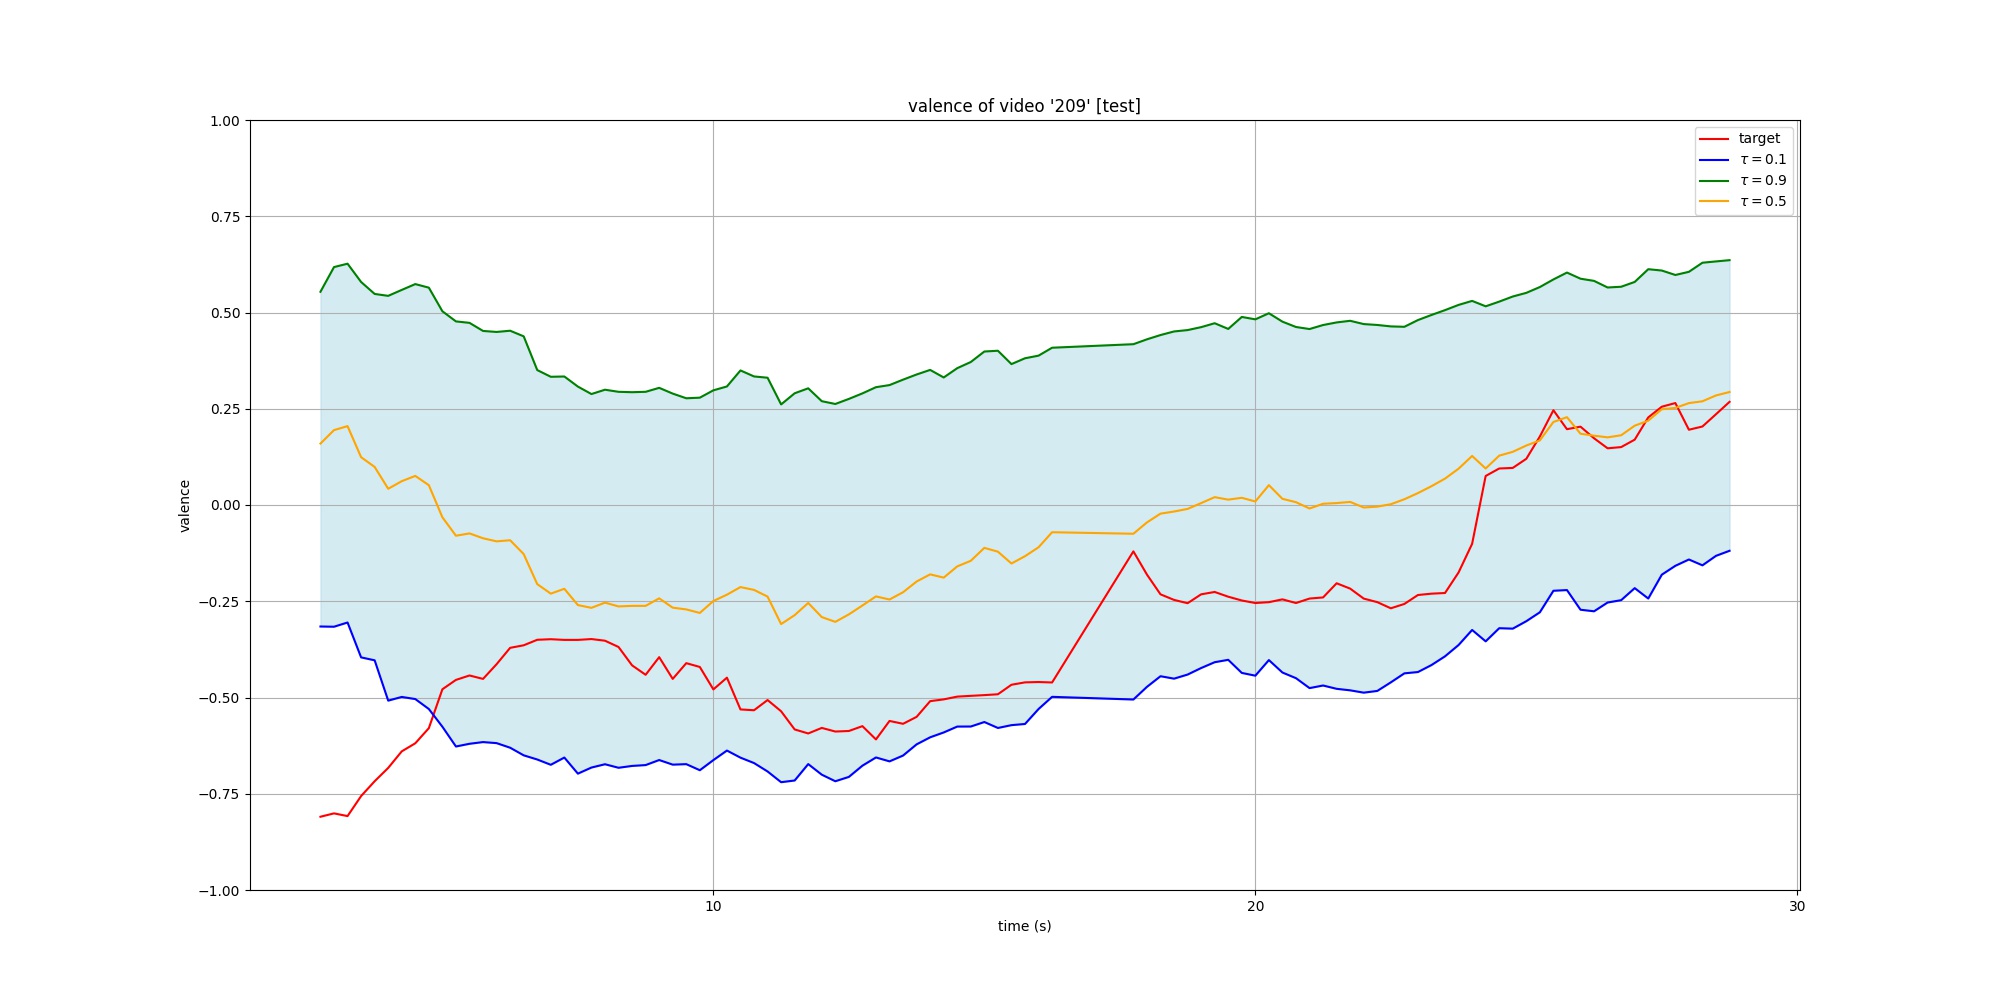 valence of video '209' [test]
target
τ = 0.1
τ = 0.9
τ = 0.5
1.00
0.75
0.50
0.25
0.00
−0.25
−0.50
−0.75
−1.00
valence
10 20 30
time (s)